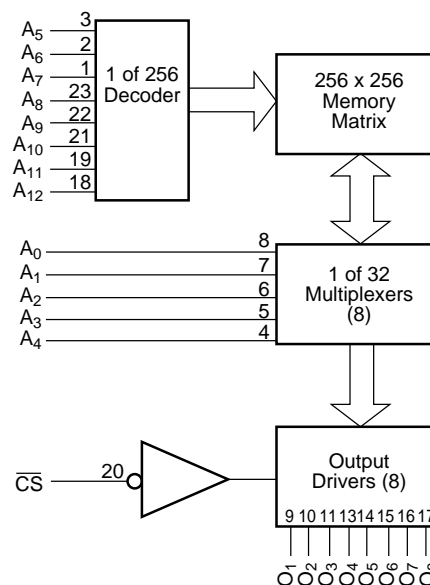 A5 3
A6 2
A7 1
A8 23
A9 22
A10 21
A11 19
A12 18
1 of 256
Decoder
256 x 256
Memory
Matrix
A0 8
A1 7
A2 6
A3 5
A4 4
1 of 32
Multiplexers
(8)
C̅S̅ 20
Output
Drivers (8)
9 10 11 13 14 15 16 17
O1 O2 O3 O4 O5 O6 O7 O8